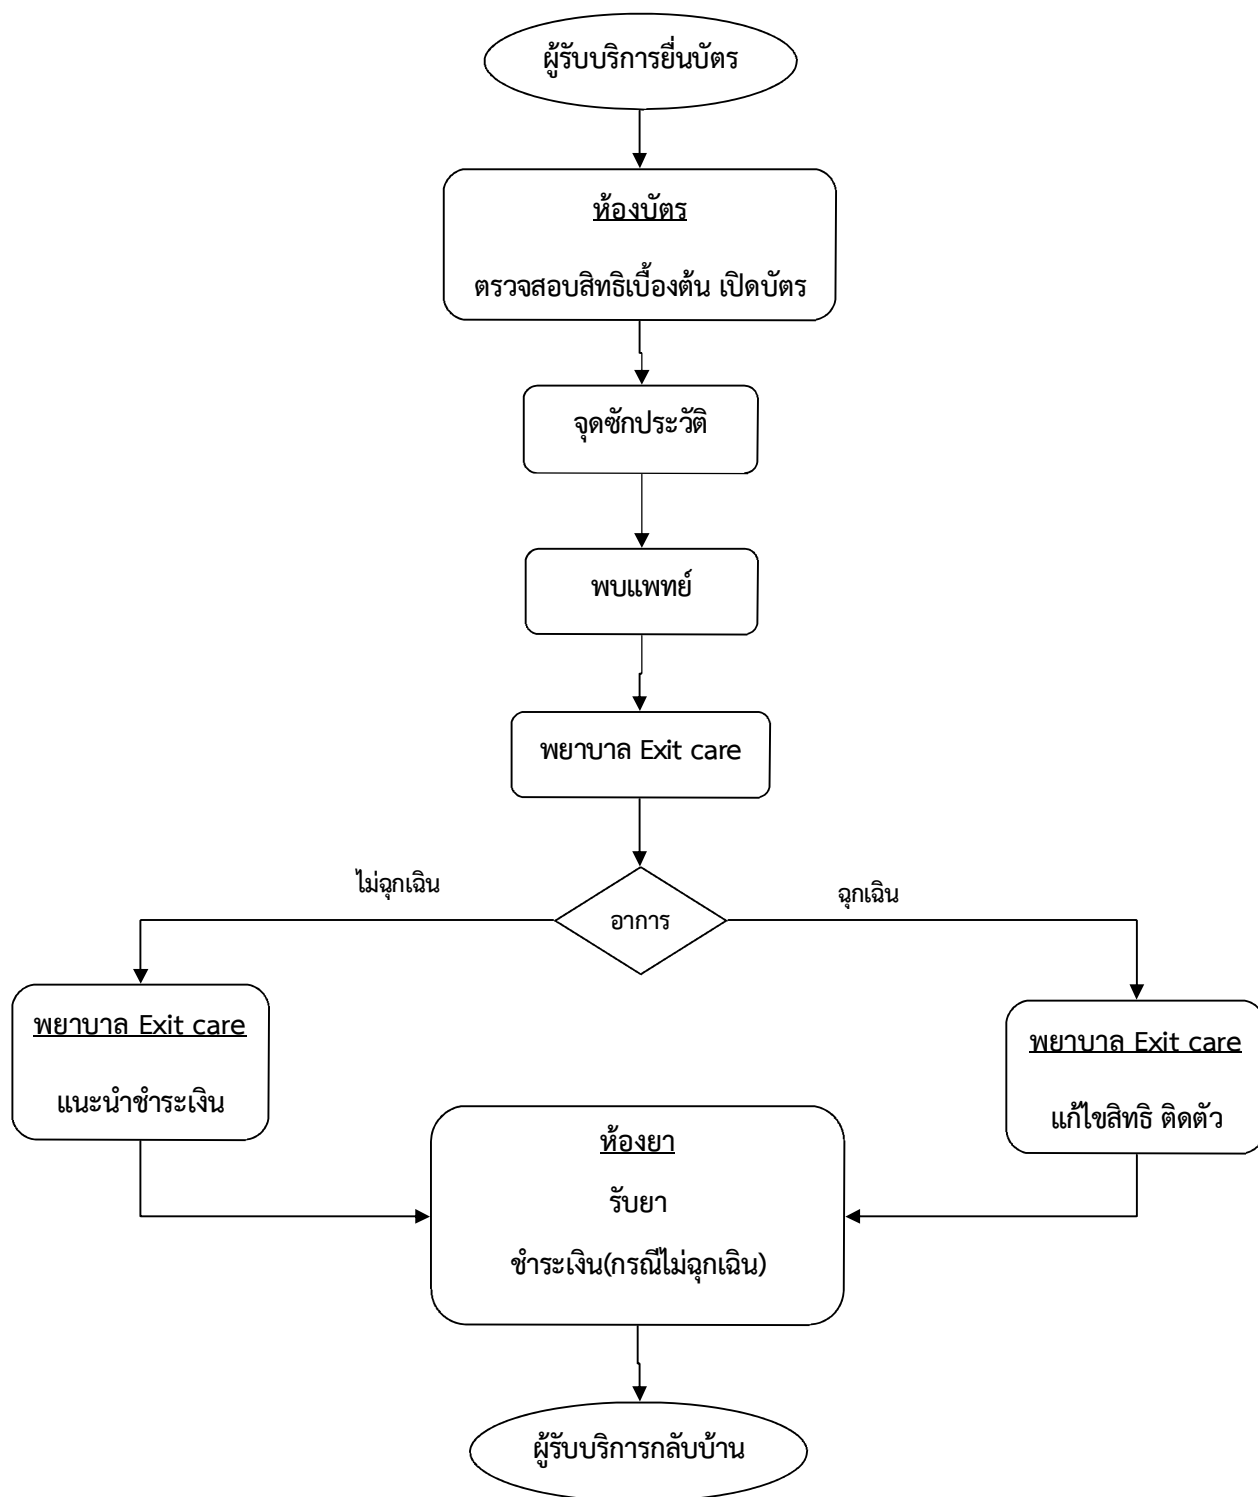 ผู้รับบริการยื่นบัตร
ห้องบัตร
ตรวจสอบสิทธิเบื้องต้น เปิดบัตร
จุดซักประวัติ
พบแพทย์
พยาบาล Exit care
ไม่ฉุกเฉิน
ฉุกเฉิน
อาการ
พยาบาล Exit care
แนะนำชำระเงิน
พยาบาล Exit care
แก้ไขสิทธิ ติดตัว
ห้องยา
รับยา
ชำระเงิน(กรณีไม่ฉุกเฉิน)
ผู้รับบริการกลับบ้าน